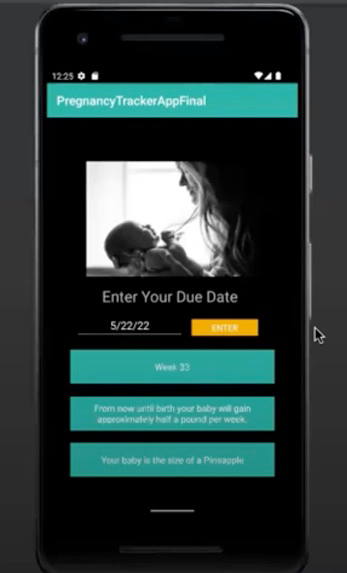 12:25
PregnancyTrackerAppFinal
Enter Your Due Date
5/22/22 ENTER
Week 33
From now until birth your baby will gain
approximately half a pound per week.
Your baby is the size of a Pineapple